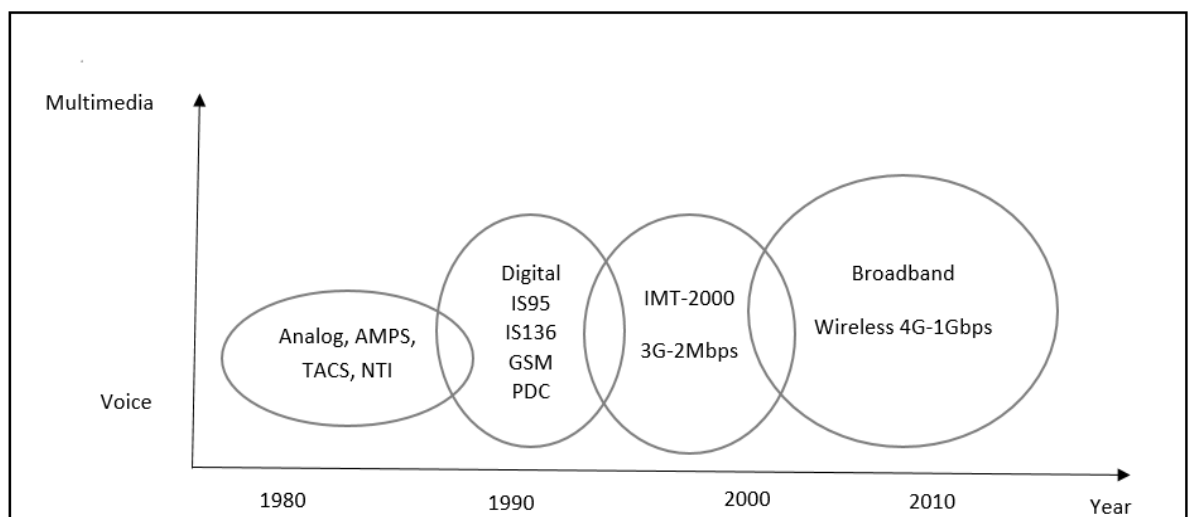 Multimedia
Voice
Analog, AMPS,
TACS, NTI
Digital
IS95
IS136
GSM
PDC
IMT-2000
3G-2Mbps
Broadband
Wireless 4G-1Gbps
1980
1990
2000
2010
Year